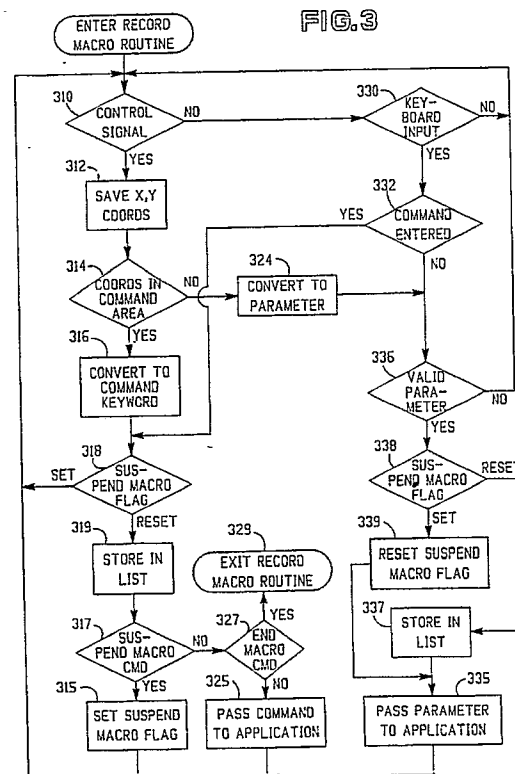 FIG.3
ENTER RECORD
MACRO ROUTINE
310
CONTROL
SIGNAL
NO
YES
330
KEY-
BOARD
INPUT
NO
YES
312
SAVE X,Y
COORDS
332
COMMAND
ENTERED
YES
NO
314
COORDS IN
COMMAND
AREA
NO
YES
324
CONVERT TO
PARAMETER
316
CONVERT TO
COMMAND
KEYWORD
336
VALID
PARA-
METER
NO
YES
318
SUS-
PEND MACRO
FLAG
SET
RESET
338
SUS-
PEND MACRO
FLAG
RESET
SET
319
STORE IN
LIST
329
EXIT RECORD
MACRO ROUTINE
339
RESET SUSPEND
MACRO FLAG
317
SUS-
PEND MACRO
CMD
NO
YES
327
END
MACRO
CMD
YES
NO
337
STORE IN
LIST
315
SET SUSPEND
MACRO FLAG
325
PASS COMMAND
TO APPLICATION
335
PASS PARAMETER
TO APPLICATION